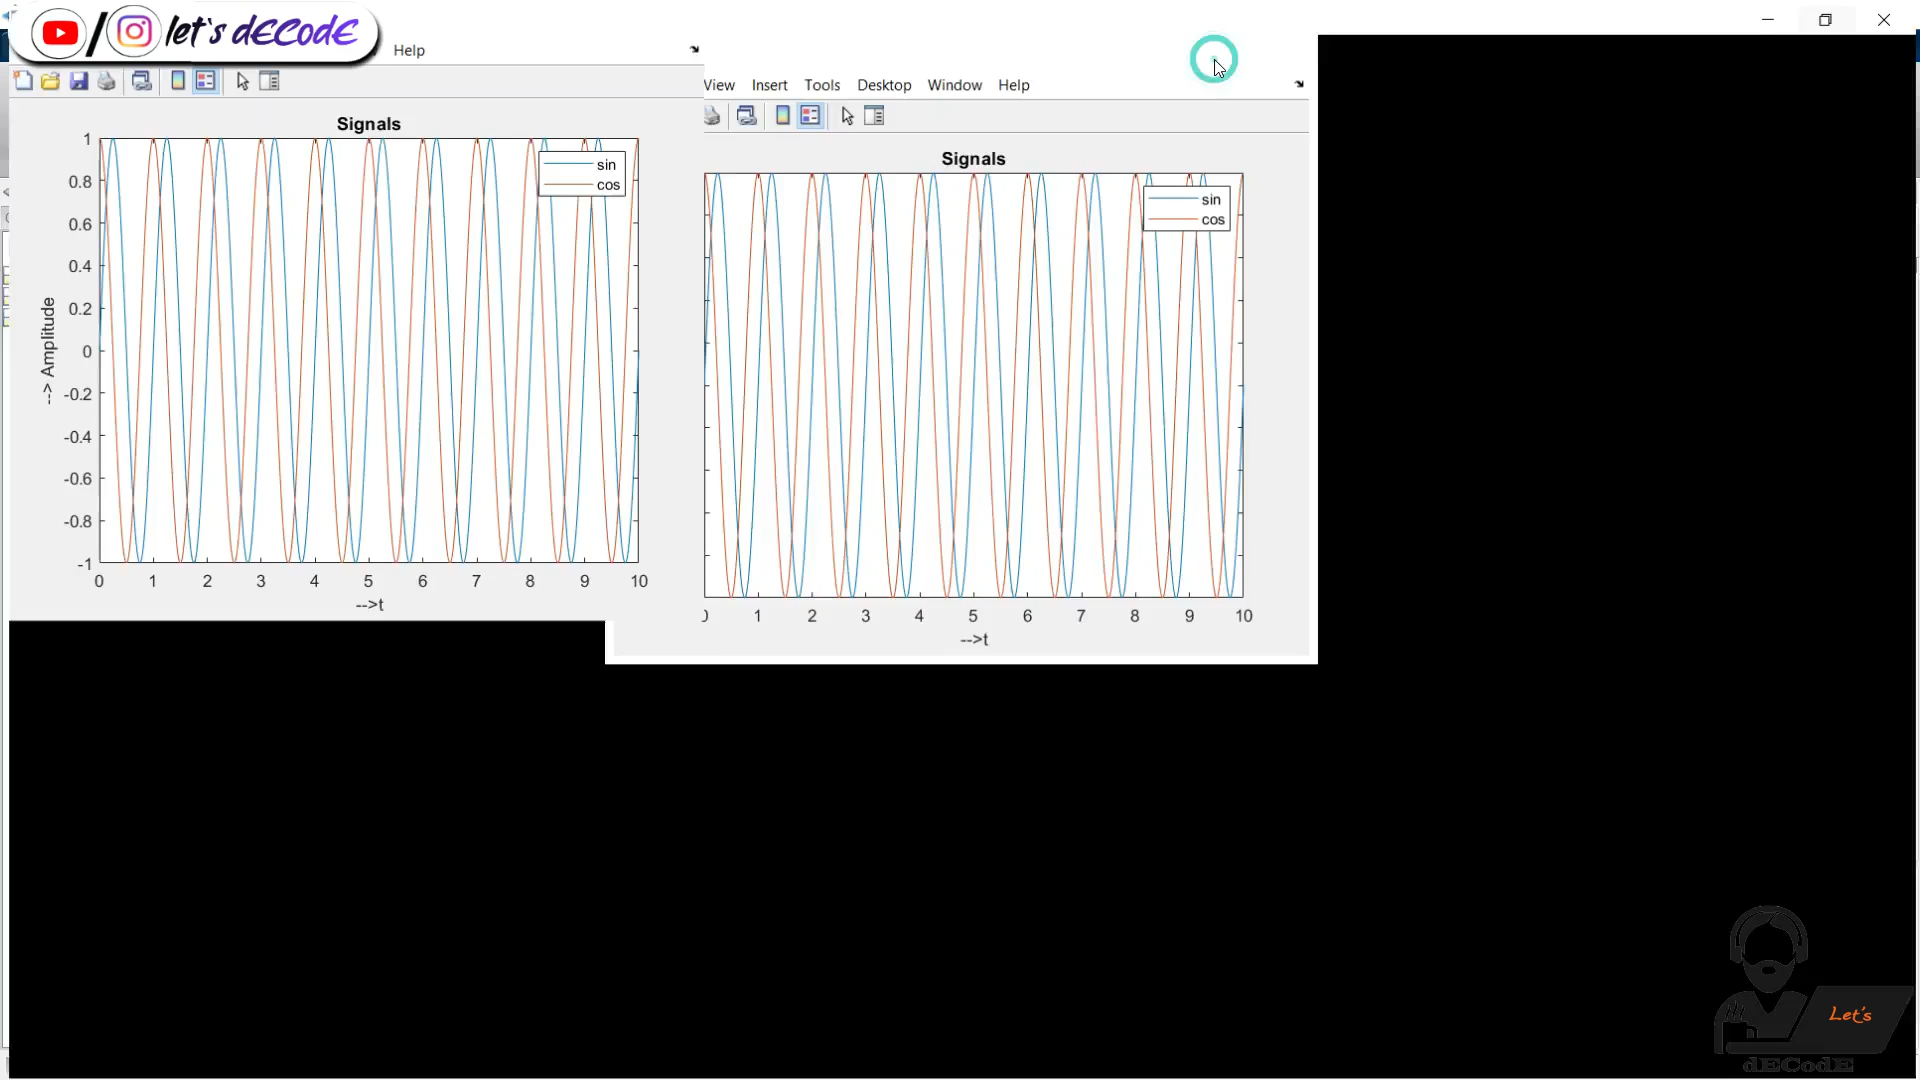 let's dECodE
Help
Signals
sin
cos
1
0.8
0.6
0.4
0.2
0
-0.2
-0.4
-0.6
-0.8
-1
--> Amplitude
0 1 2 3 4 5 6 7 8 9 10
-->t
View Insert Tools Desktop Window Help
Signals
sin
cos
0 1 2 3 4 5 6 7 8 9 10
-->t
Let's
dECodE